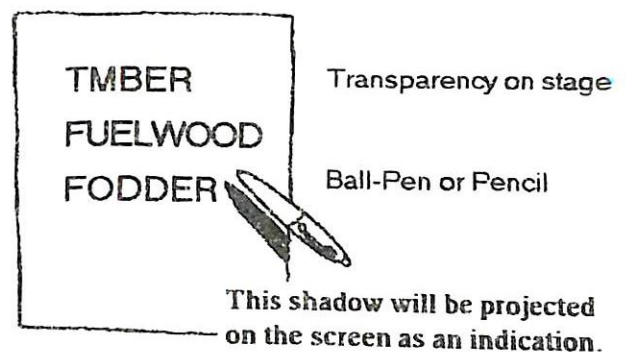 TMBER
Transparency on stage
FUELWOOD
FODDER
Ball-Pen or Pencil
This shadow will be projected
on the screen as an indication.